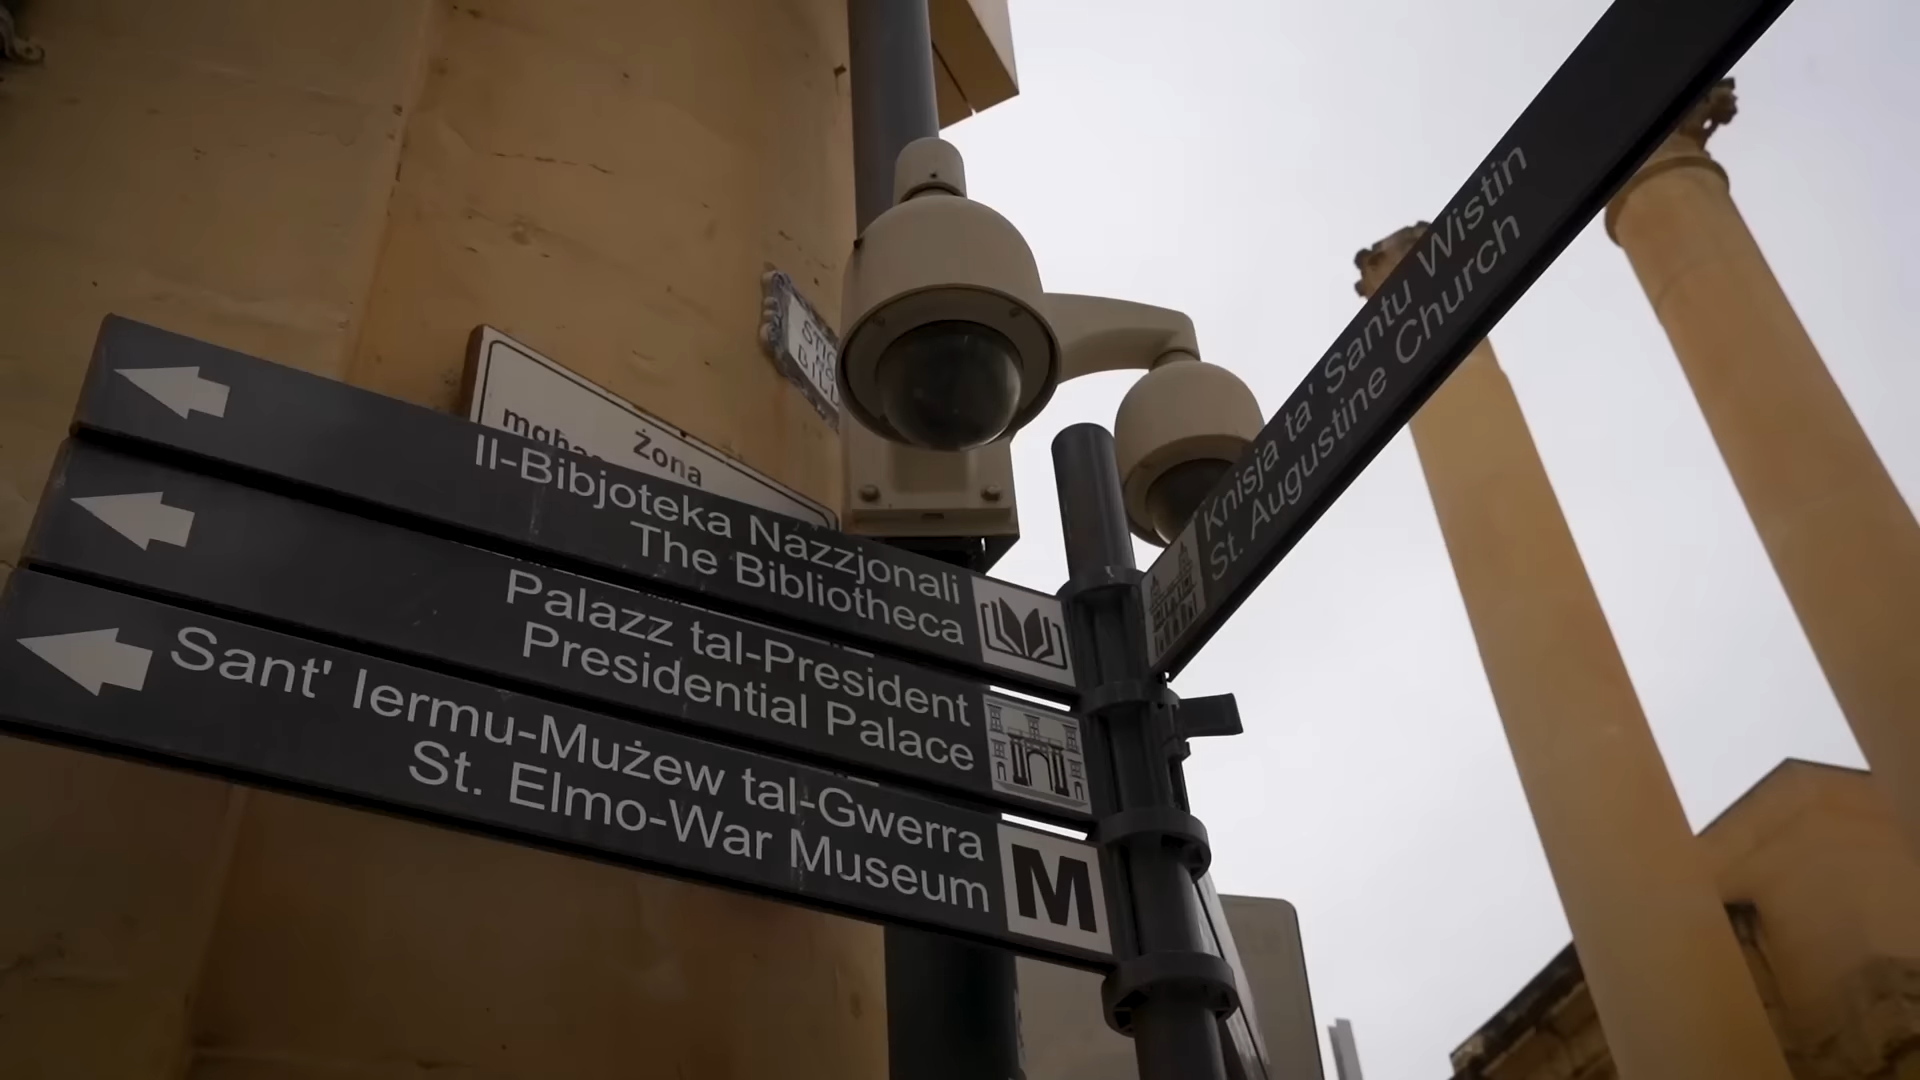 Il-Bibjoteka Nazzjonali
The Bibliotheca
Palazz tal-President
Presidential Palace
Sant' Iermu-Mużew tal-Gwerra
St. Elmo-War Museum
M
Knisja ta' Santu Wistin
St. Augustine Church
Żona